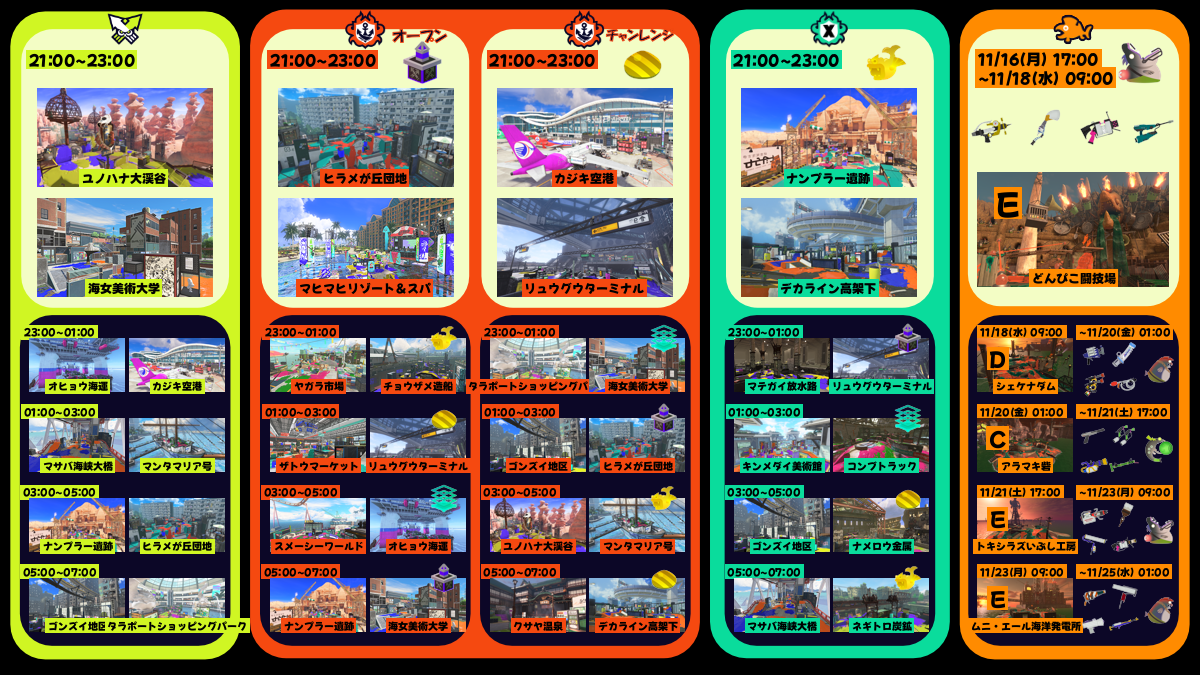 21:00~23:00
ユノハナ大渓谷
海女美術大学
23:00~01:00
オヒョウ海運
カジキ空港
01:00~03:00
マサバ海峡大橋
マンタマリア号
03:00~05:00
ナンプラー遺跡
ヒラメが丘団地
05:00~07:00
ゴンズイ地区
タラポートショッピングパーク
オープン
21:00~23:00
ヒラメが丘団地
マヒマヒリゾート&スパ
23:00~01:00
ヤガラ市場
チョウザメ造船
01:00~03:00
ザトウマーケット
リュウグウターミナル
03:00~05:00
スメーシーワールド
オヒョウ海運
05:00~07:00
ナンプラー遺跡
海女美術大学
チャレンジ
21:00~23:00
カジキ空港
リュウグウターミナル
23:00~01:00
タラポートショッピングパ
海女美術大学
01:00~03:00
ゴンズイ地区
ヒラメが丘団地
03:00~05:00
ユノハナ大渓谷
マンタマリア号
05:00~07:00
クサヤ温泉
デカライン高架下
X
21:00~23:00
ナンプラー遺跡
デカライン高架下
23:00~01:00
マテガイ放水路
リュウグウターミナル
01:00~03:00
キンメダイ美術館
コンブトラック
03:00~05:00
ゴンズイ地区
ナメロウ金属
05:00~07:00
マサバ海峡大橋
ネギトロ炭鉱
11/16(月) 17:00
~11/18(水) 09:00
E
どんぴこ闘技場
11/18(水) 09:00
~11/20(金) 01:00
D
シェケナダム
11/20(金) 01:00
~11/21(土) 17:00
C
アラマキ砦
11/21(土) 17:00
~11/23(月) 09:00
E
トキシラズいぶし工房
11/23(月) 09:00
~11/25(水) 01:00
E
ムニ・エール海洋発電所